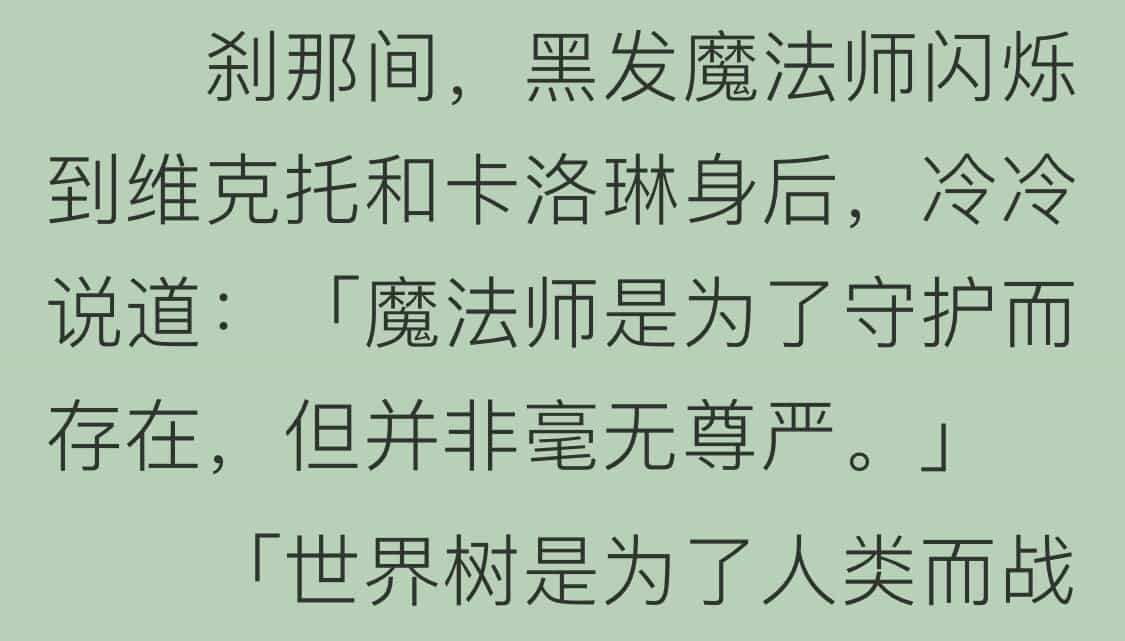 刹那间，黑发魔法师闪烁
到维克托和卡洛琳身后，冷冷
说道：「魔法师是为了守护而
存在，但并非毫无尊严。」
「世界树是为了人类而战